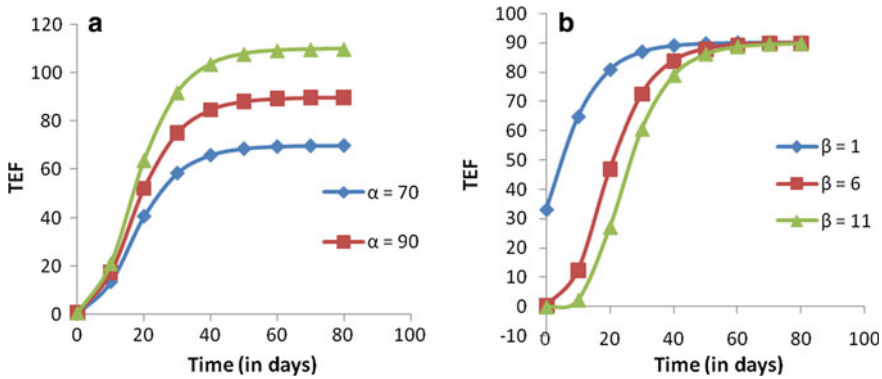 a
120
100
80
60
40
20
0
TEF
0 20 40 60 80 100
Time (in days)
α = 70
α = 90
b
100
90
80
70
60
50
40
30
20
10
0
-10
TEF
0 20 40 60 80 100
Time (in days)
β = 1
β = 6
β = 11